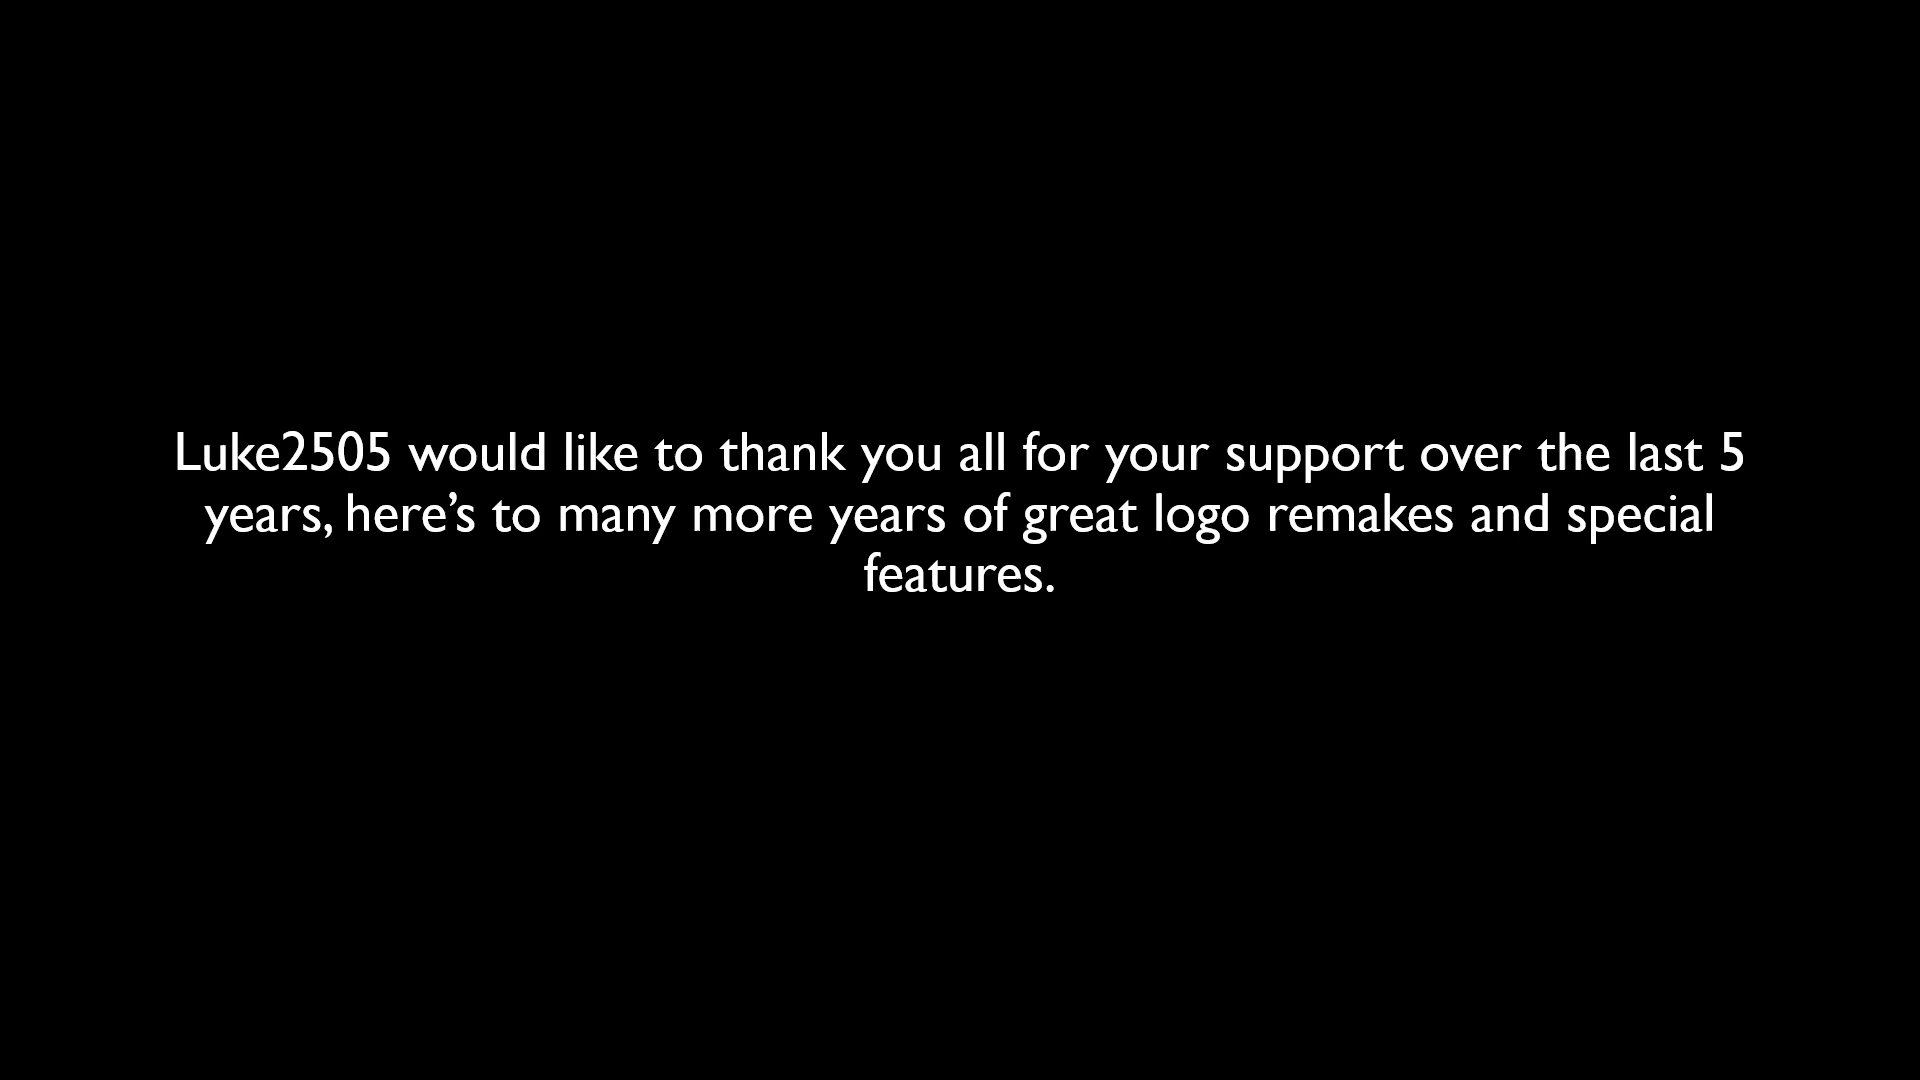 Luke2505 would like to thank you all for your support over the last 5
years, here’s to many more years of great logo remakes and special
features.